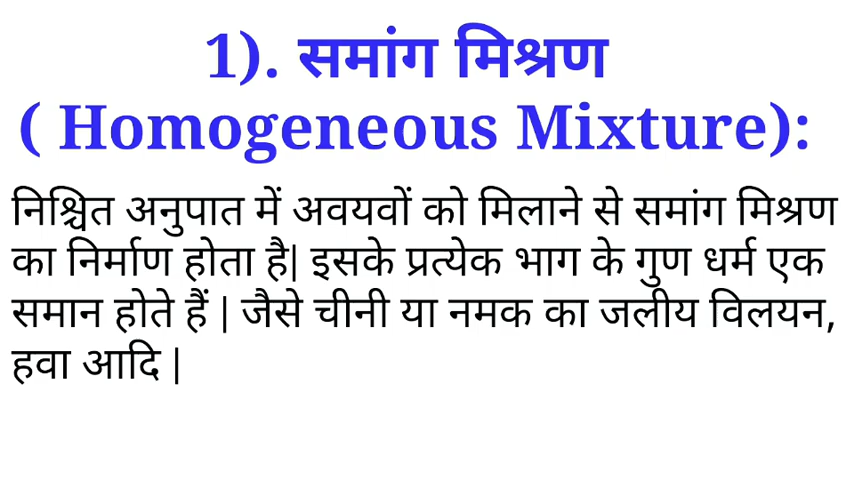 1). समांग मिश्रण
( Homogeneous Mixture):
निश्चित अनुपात में अवयवों को मिलाने से समांग मिश्रण
का निर्माण होता है| इसके प्रत्येक भाग के गुण धर्म एक
समान होते हैं | जैसे चीनी या नमक का जलीय विलयन,
हवा आदि |